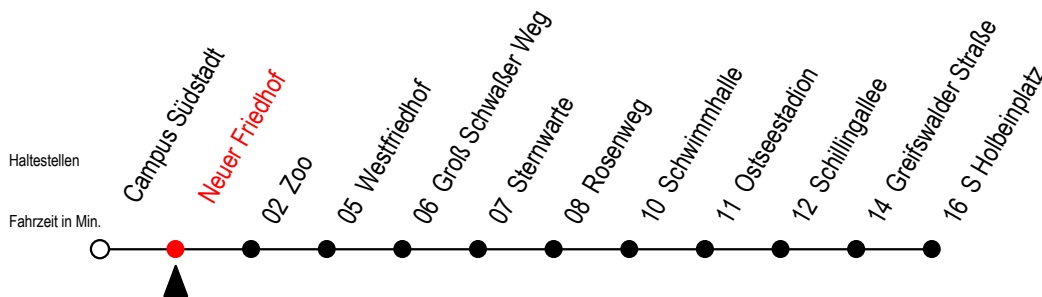 Haltestellen
Fahrzeit in Min.
Campus Südstadt
Neuer Friedhof
02 Zoo
05 Westfriedhof
06 Groß Schwaßer Weg
07 Sternwarte
08 Rosenweg
10 Schwimmhalle
11 Ostseestadion
12 Schillingallee
14 Greifswalder Straße
16 S Holbeinplatz